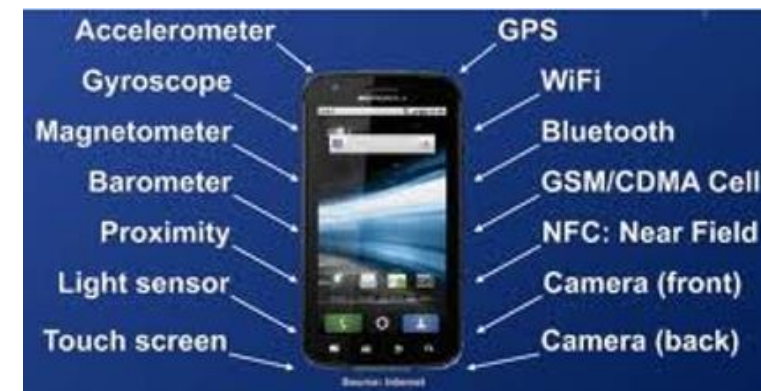 Accelerometer
Gyroscope
Magnetometer
Barometer
Proximity
Light sensor
Touch screen
GPS
WiFi
Bluetooth
GSM/CDMA Cell
NFC: Near Field
Camera (front)
Camera (back)
MOTOROLA
Source: Internet